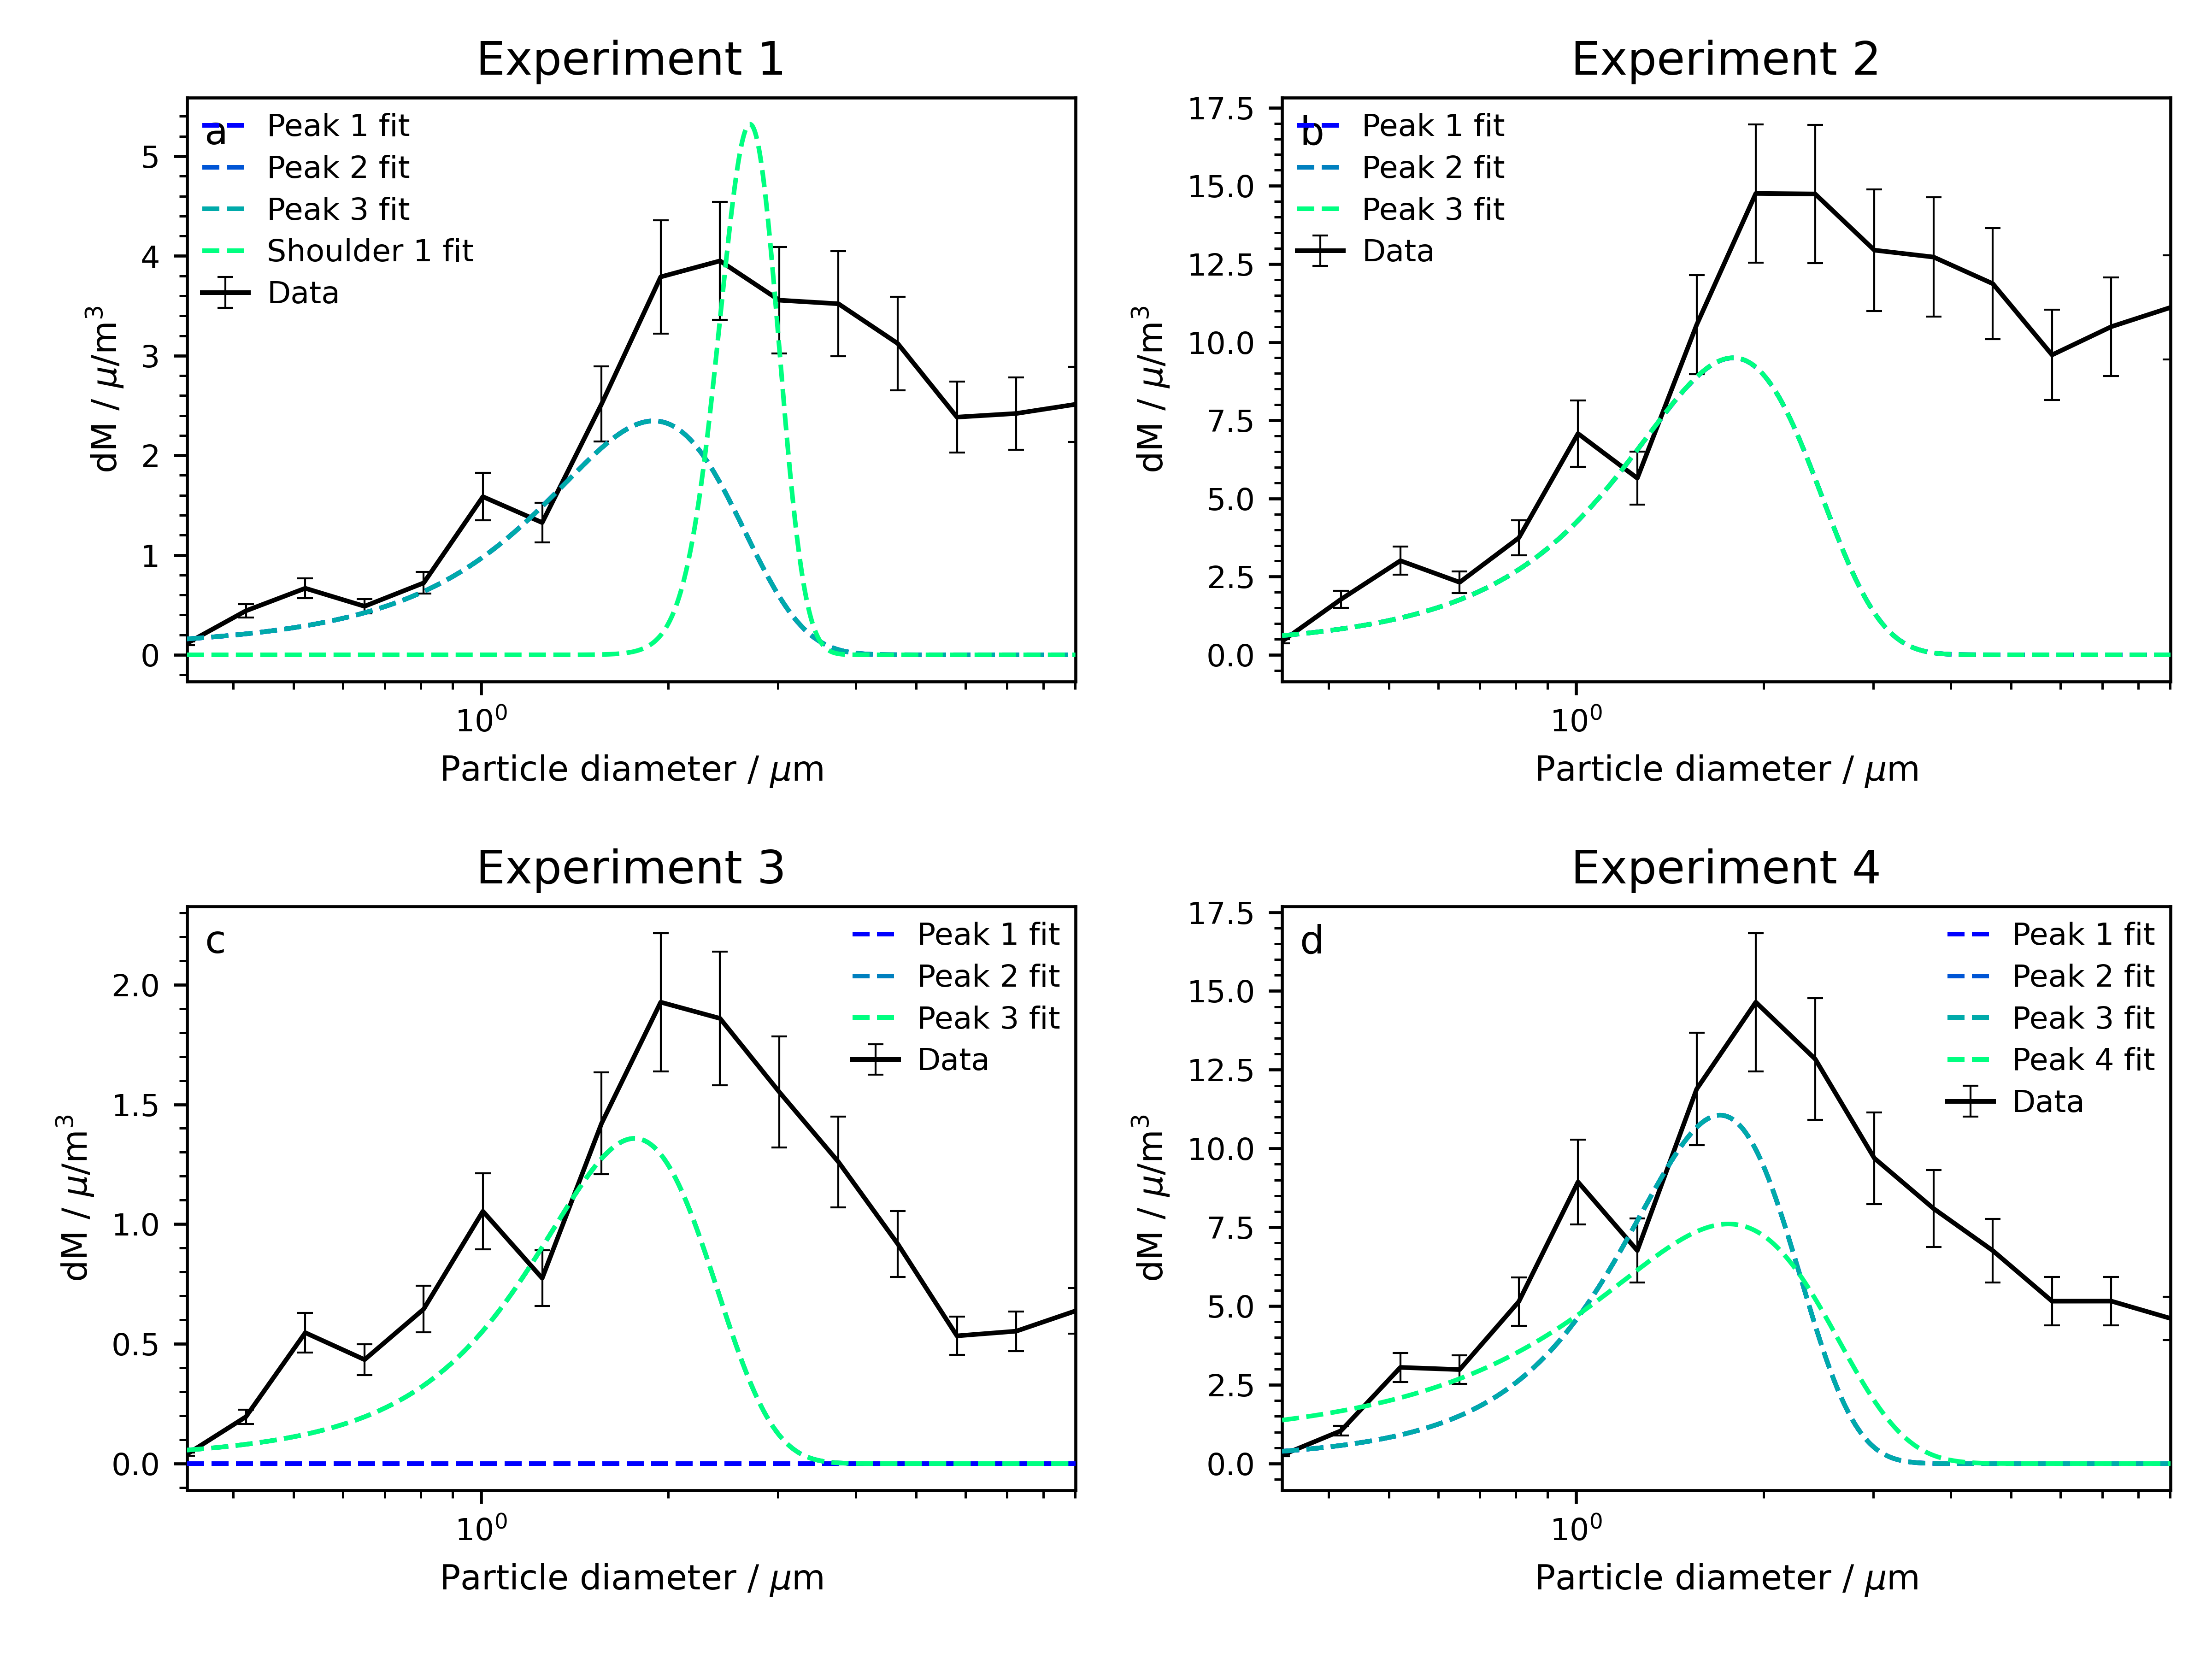 Experiment 1
a
Peak 1 fit
Peak 2 fit
Peak 3 fit
Shoulder 1 fit
Data
5
4
3
2
1
0
dM / μ/m³
10⁰
Particle diameter / μm
Experiment 2
b
Peak 1 fit
Peak 2 fit
Peak 3 fit
Data
17.5
15.0
12.5
10.0
7.5
5.0
2.5
0.0
dM / μ/m³
10⁰
Particle diameter / μm
Experiment 3
c
Peak 1 fit
Peak 2 fit
Peak 3 fit
Data
2.0
1.5
1.0
0.5
0.0
dM / μ/m³
10⁰
Particle diameter / μm
Experiment 4
d
Peak 1 fit
Peak 2 fit
Peak 3 fit
Peak 4 fit
Data
17.5
15.0
12.5
10.0
7.5
5.0
2.5
0.0
dM / μ/m³
10⁰
Particle diameter / μm